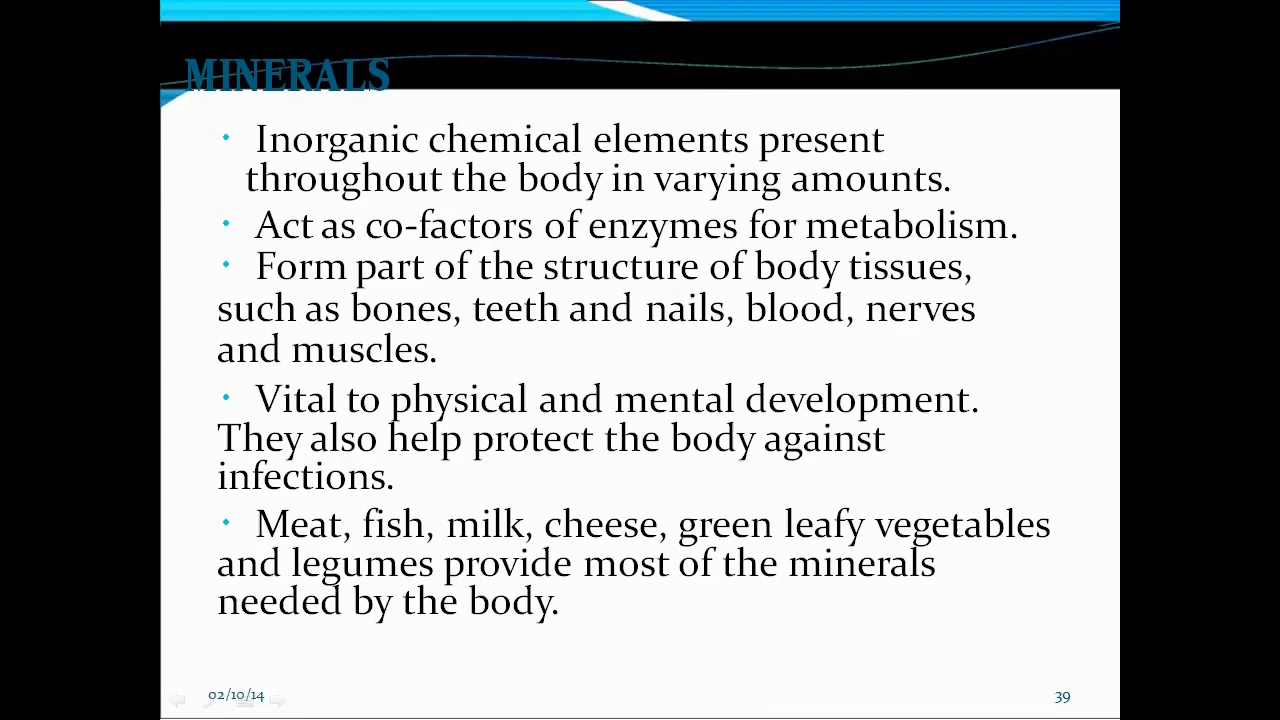 MINERALS
• Inorganic chemical elements present
throughout the body in varying amounts.
• Act as co-factors of enzymes for metabolism.
• Form part of the structure of body tissues,
such as bones, teeth and nails, blood, nerves
and muscles.
• Vital to physical and mental development.
They also help protect the body against
infections.
• Meat, fish, milk, cheese, green leafy vegetables
and legumes provide most of the minerals
needed by the body.
02/10/14 39